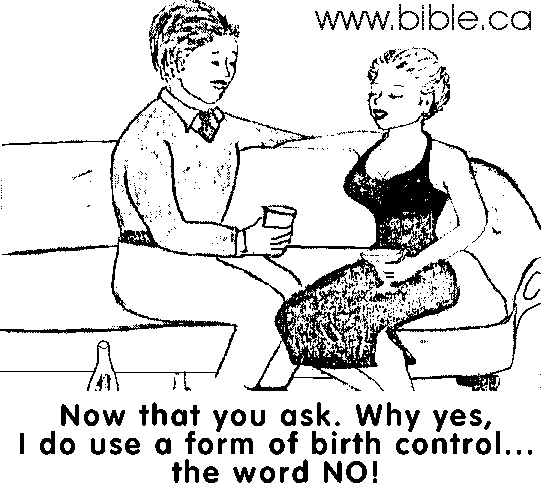 www.bible.ca
Now that you ask. Why yes,
I do use a form of birth control...
the word NO!